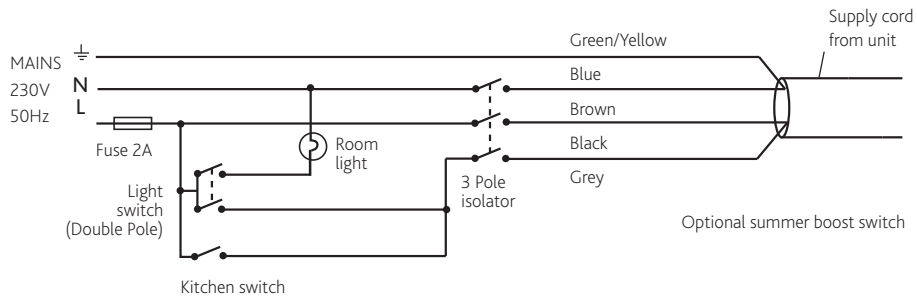 Supply cord
from unit
Green/Yellow
MAINS
230V
50Hz
N
L
Blue
Brown
Fuse 2A
Room
light
Black
Grey
3 Pole
isolator
Light
switch
(Double Pole)
Optional summer boost switch
Kitchen switch